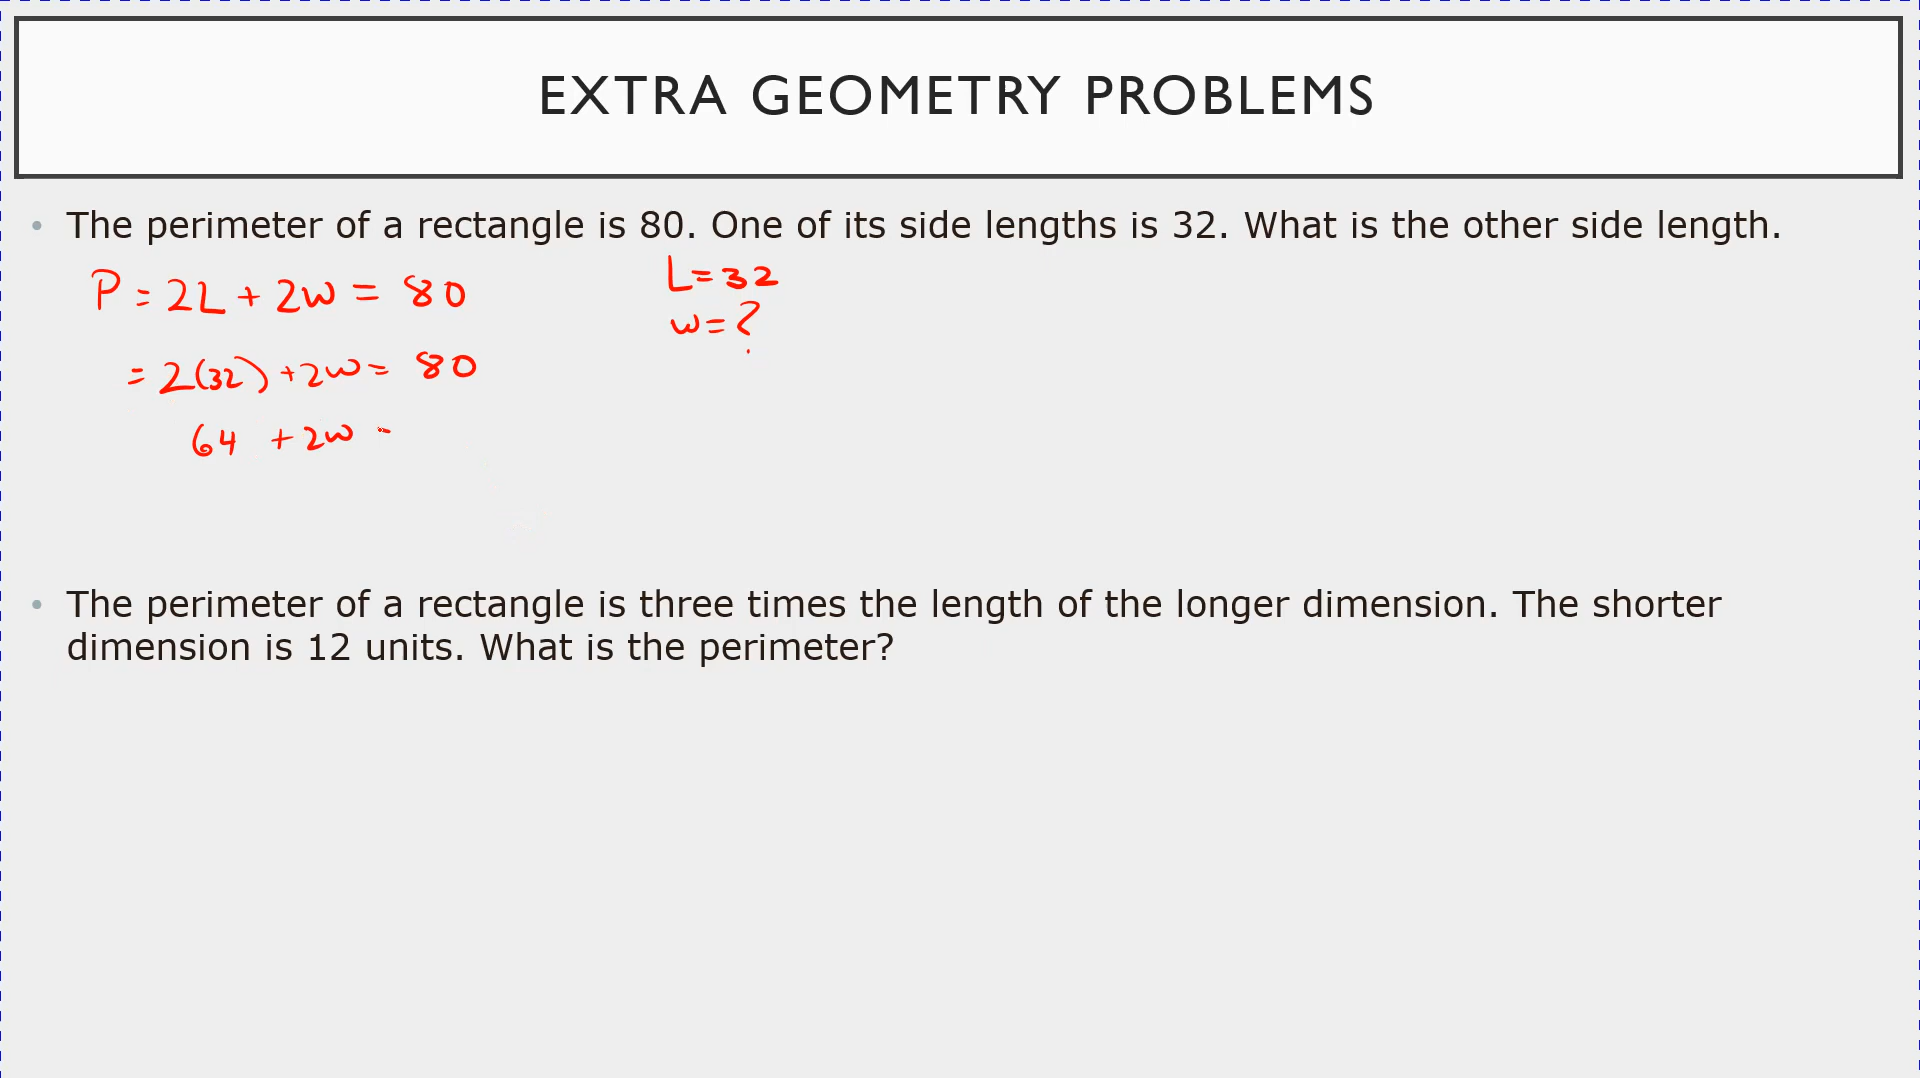 EXTRA GEOMETRY PROBLEMS
• The perimeter of a rectangle is 80. One of its side lengths is 32. What is the other side length.
P = 2L + 2w = 80
L = 32
w = ?
= 2(32) + 2w = 80
64 + 2w =
• The perimeter of a rectangle is three times the length of the longer dimension. The shorter
dimension is 12 units. What is the perimeter?